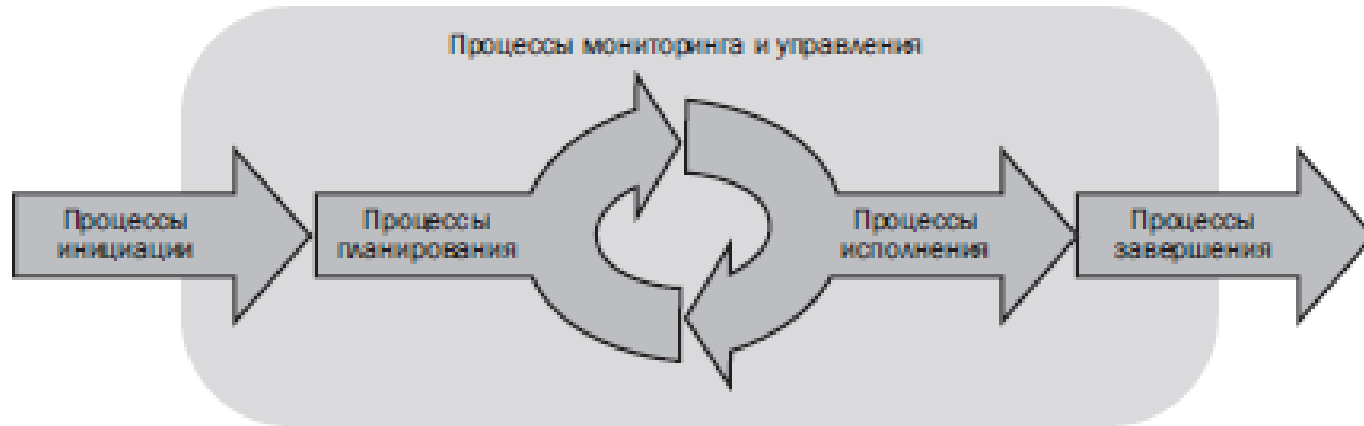 Процессы мониторинга и управления
Процессы
инициации
Процессы
планирования
Процессы
исполнения
Процессы
завершения